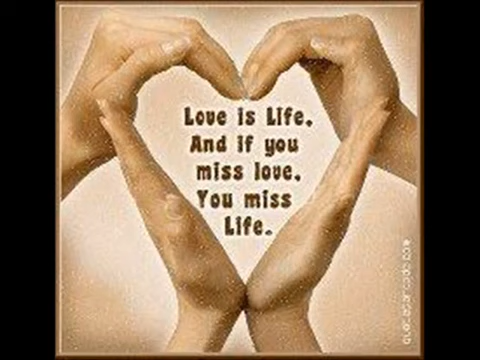 Love is Life.
And if you
miss love.
You miss
Life.